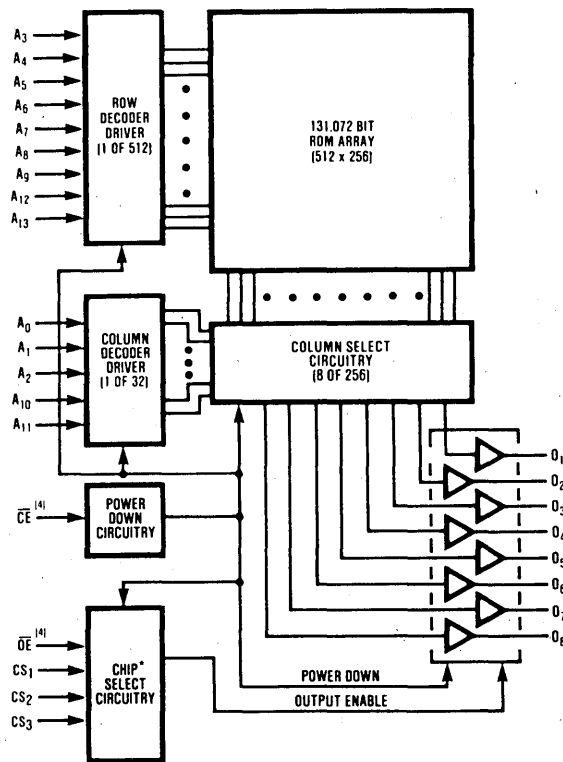 A3
A4
A5
A6
A7
A8
A9
A12
A13
ROW
DECODER
DRIVER
(1 OF 512)
131,072 BIT
ROM ARRAY
(512 x 256)
A0
A1
A2
A10
A11
COLUMN
DECODER
DRIVER
(1 OF 32)
COLUMN SELECT
CIRCUITRY
(8 OF 256)
O1
O2
O3
O4
O5
O6
O7
O8
CE [4]
POWER
DOWN
CIRCUITRY
OE [4]
CS1
CS2
CS3
CHIP*
SELECT
CIRCUITRY
POWER DOWN
OUTPUT ENABLE